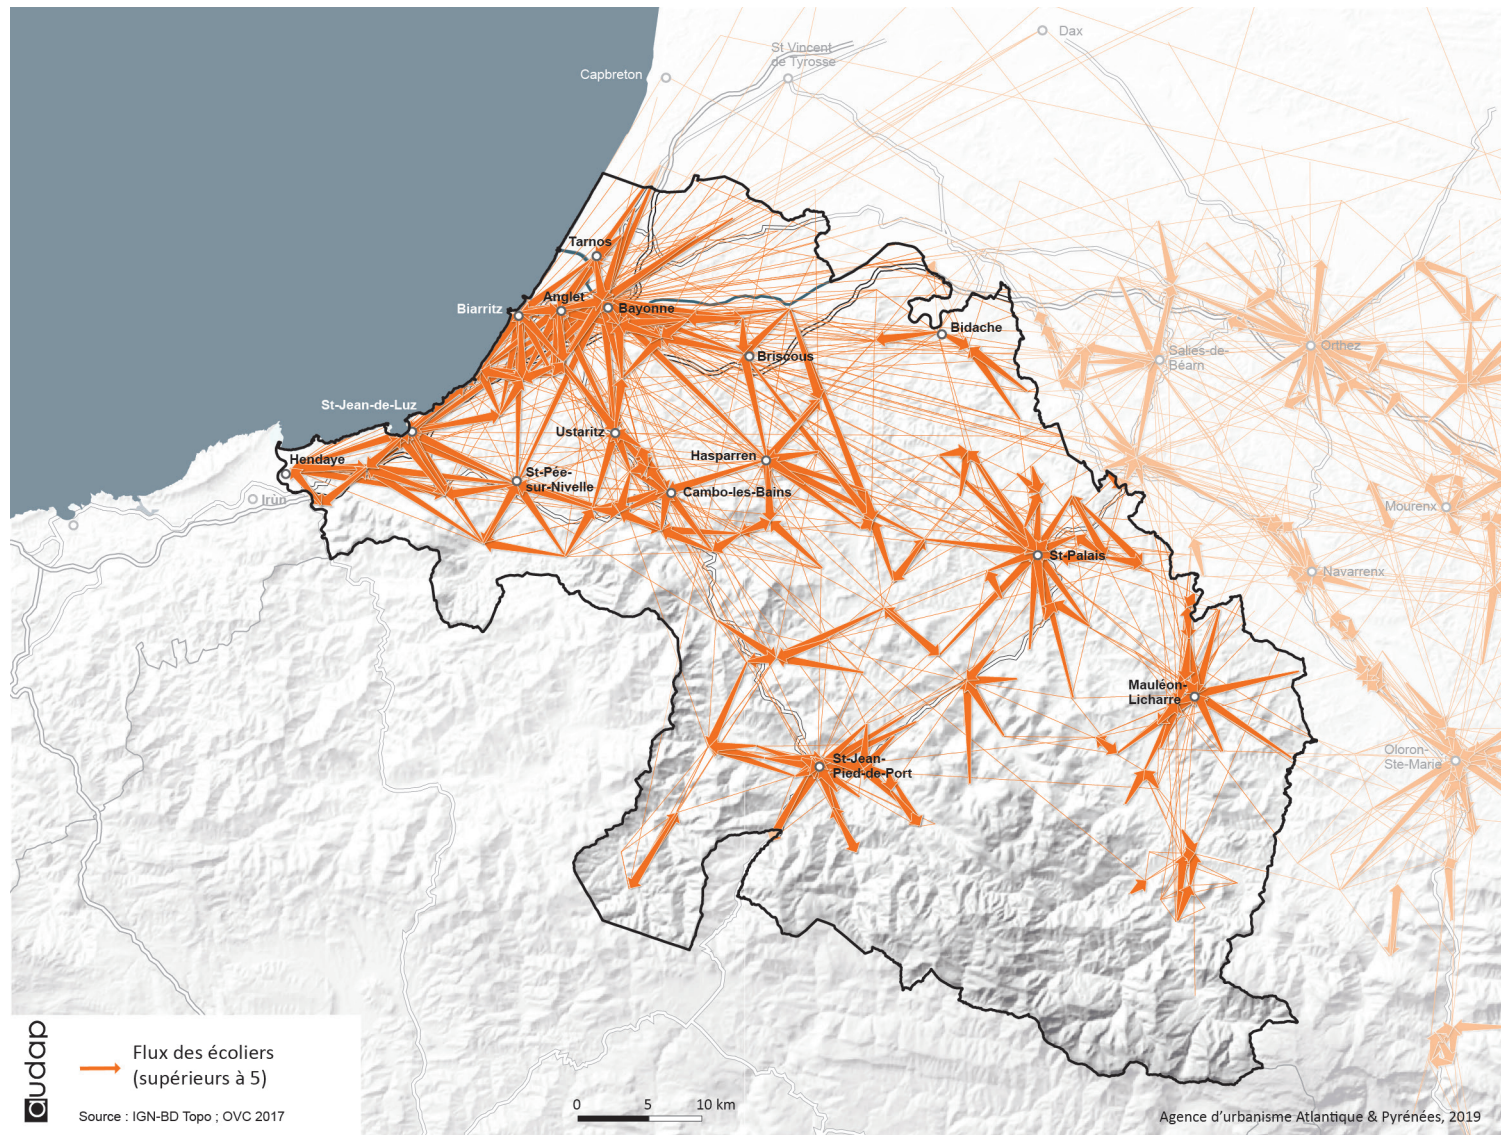 Dax
St Vincent
de Tyrosse
Capbreton
Tarnos
Anglet
Biarritz
Bayonne
Bidache
Briscous
Salies-de-
Béarn
Orthez
St-Jean-de-Luz
Ustaritz
Hasparren
Hendaye
St-Pée-
sur-Nivelle
Cambo-les-Bains
Irun
Mourenx
St-Palais
Navarrenx
Mauléon-
Licharre
Oloron-
Ste-Marie
St-Jean-
Pied-de-Port
audap
Flux des écoliers
(supérieurs à 5)
Source : IGN-BD Topo ; OVC 2017
0 5 10 km
Agence d'urbanisme Atlantique & Pyrénées, 2019